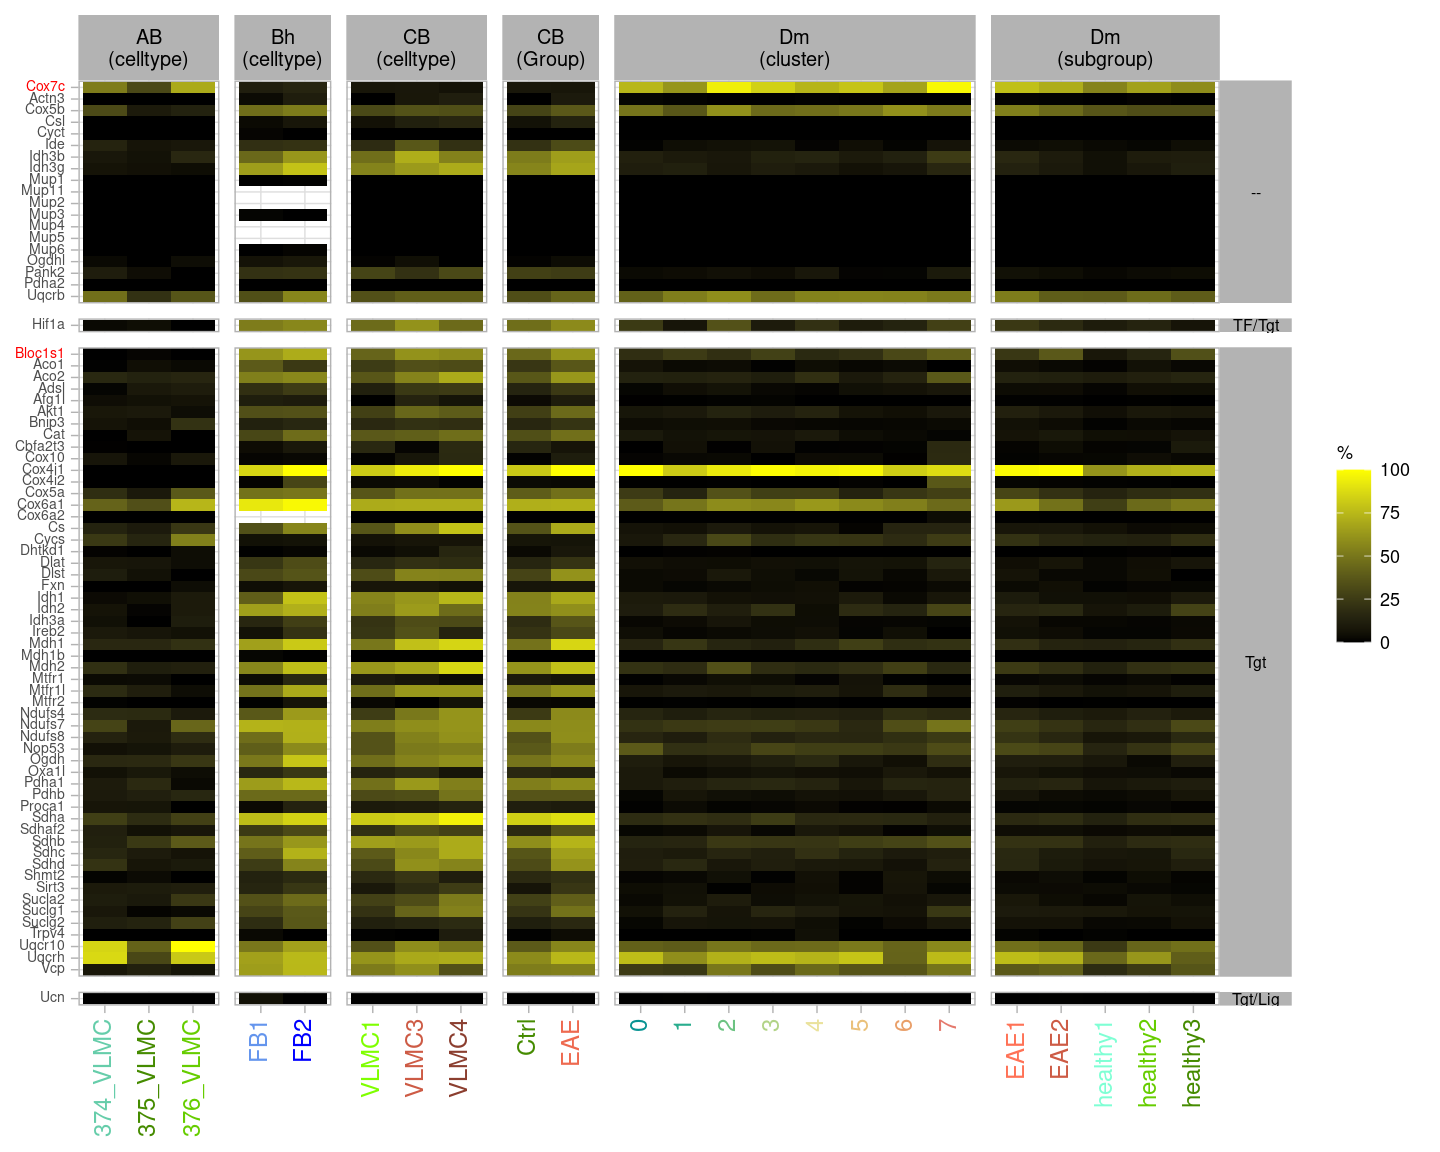 AB
(celltype)
Bh
(celltype)
CB
(celltype)
CB
(Group)
Dm
(cluster)
Dm
(subgroup)
Cox7c
Actn3
Cox5b
Csl
Cyct
Ide
Idh3b
Idh3g
Mup1
Mup11
Mup2
Mup3
Mup4
Mup5
Mup6
Ogdhl
Pank2
Pdha2
Uqcrb
--
Hif1a
TF/Tgt
Bloc1s1
Aco1
Aco2
Adsl
Afg1l
Akt1
Bnip3
Cat
Cbfa2t3
Cox10
Cox4i1
Cox4i2
Cox5a
Cox6a1
Cox6a2
Cs
Cycs
Dhtkd1
Dlat
Dlst
Fxn
Idh1
Idh2
Idh3a
Ireb2
Mdh1
Mdh1b
Mdh2
Mtfr1
Mtfr1l
Mtfr2
Ndufs4
Ndufs7
Ndufs8
Nop53
Ogdh
Oxa1l
Pdha1
Pdhb
Proca1
Sdha
Sdhaf2
Sdhb
Sdhc
Sdhd
Shmt2
Sirt3
Sucla2
Suclg1
Suclg2
Trpv4
Uqcr10
Uqcrh
Vcp
Tgt
Ucn
Tgt/Lig
374_VLMC
375_VLMC
376_VLMC
FB1
FB2
VLMC1
VLMC3
VLMC4
Ctrl
EAE
0
1
2
3
4
5
6
7
EAE1
EAE2
healthy1
healthy2
healthy3
%
100
75
50
25
0